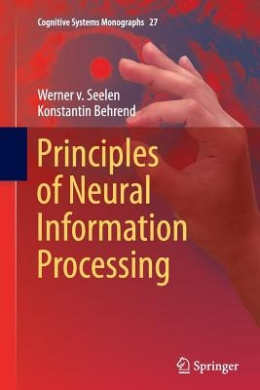 Cognitive Systems Monographs 27
Werner v. Seelen
Konstantin Behrend
Principles
of Neural
Information
Processing
Springer